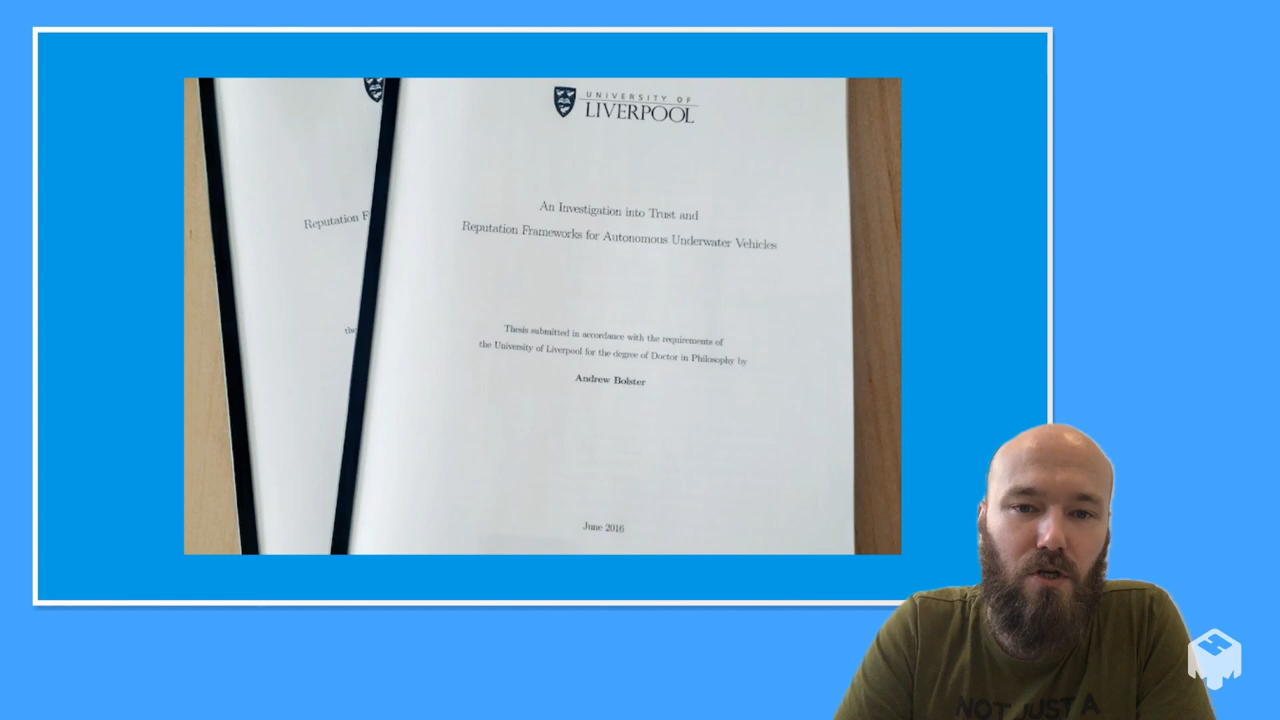 UNIVERSITY OF
LIVERPOOL
An Investigation into Trust and
Reputation Frameworks for Autonomous Underwater Vehicles
Thesis submitted in accordance with the requirements of
the University of Liverpool for the degree of Doctor in Philosophy by
Andrew Bolster
June 2016
Reputation F
the
NOT JUST A